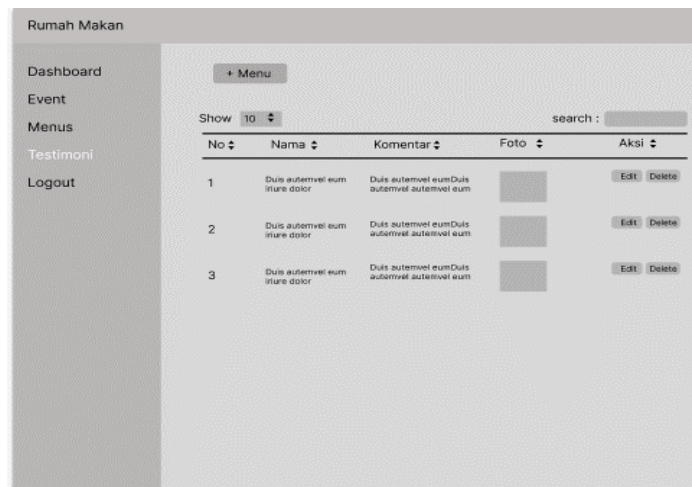 Rumah Makan
Dashboard
Event
Menus
Testimoni
Logout
+ Menu
Show 10
search :
No Nama Komentar Foto Aksi
1 Duis autemvel eum iriure dolor Duis autemvel eumDuis autemvel autemvel eum Edit Delete
2 Duis autemvel eum iriure dolor Duis autemvel eumDuis autemvel autemvel eum Edit Delete
3 Duis autemvel eum iriure dolor Duis autemvel eumDuis autemvel autemvel eum Edit Delete